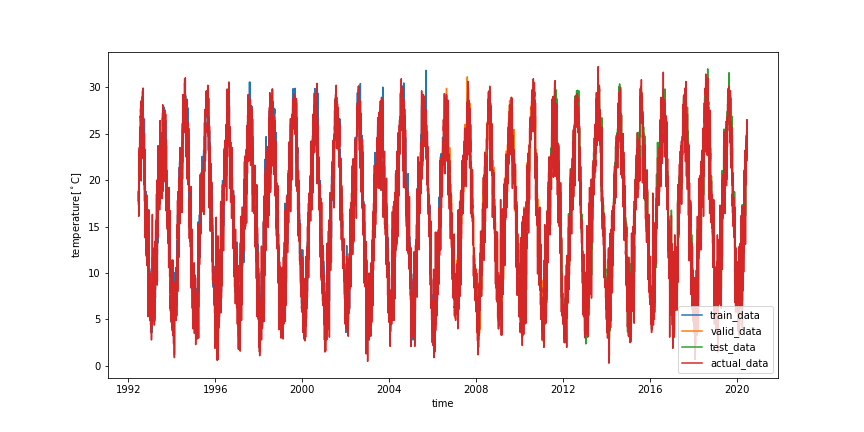 temperature[°C]
30
25
20
15
10
5
0
1992 1996 2000 2004 2008 2012 2016 2020
time
train_data
valid_data
test_data
actual_data